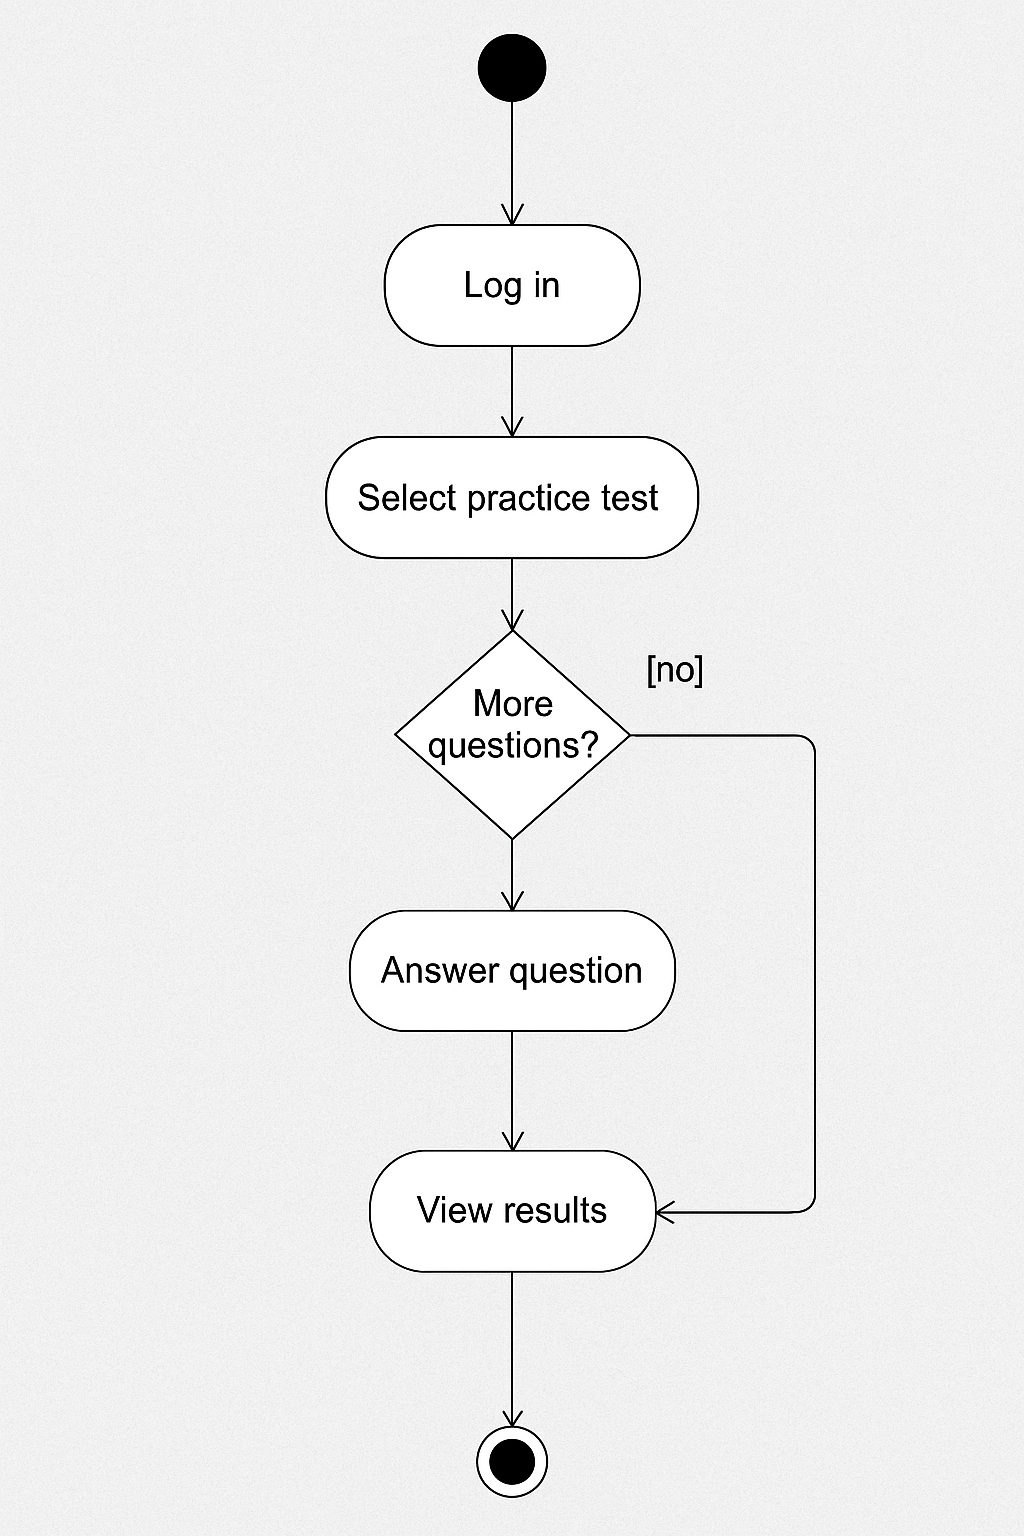 Log in
Select practice test
[no]
More
questions?
Answer question
View results